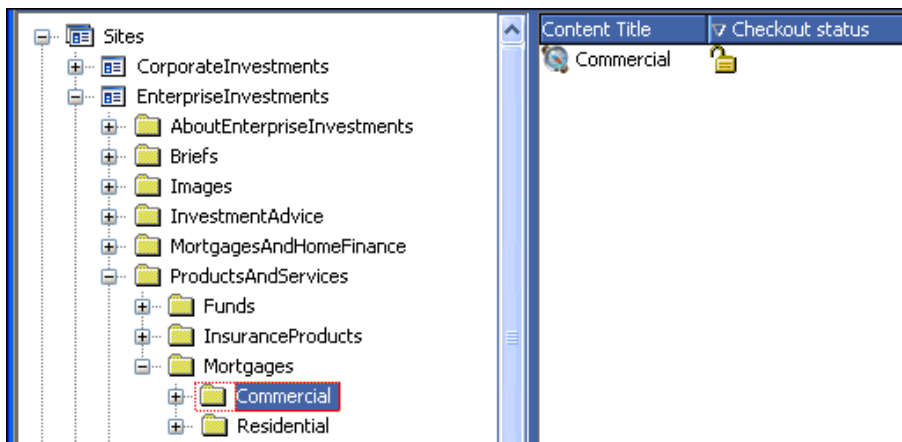 Sites
CorporateInvestments
EnterpriseInvestments
AboutEnterpriseInvestments
Briefs
Images
InvestmentAdvice
MortgagesAndHomeFinance
ProductsAndServices
Funds
InsuranceProducts
Mortgages
Commercial
Residential
Content Title Checkout status
Commercial